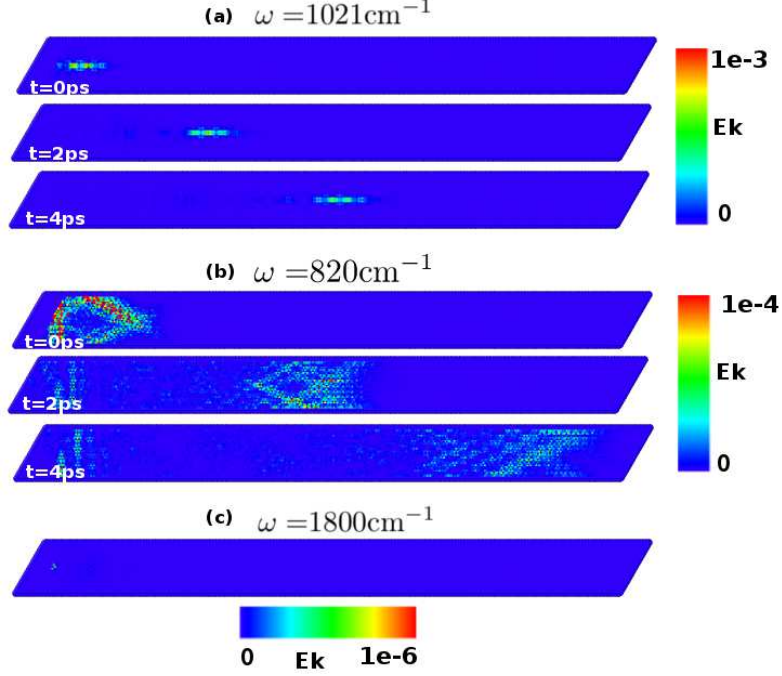 (a) ω =1021cm⁻¹
t=0ps
t=2ps
t=4ps
1e-3
Ek
0
(b) ω =820cm⁻¹
t=0ps
t=2ps
t=4ps
1e-4
Ek
0
(c) ω =1800cm⁻¹
0 Ek 1e-6